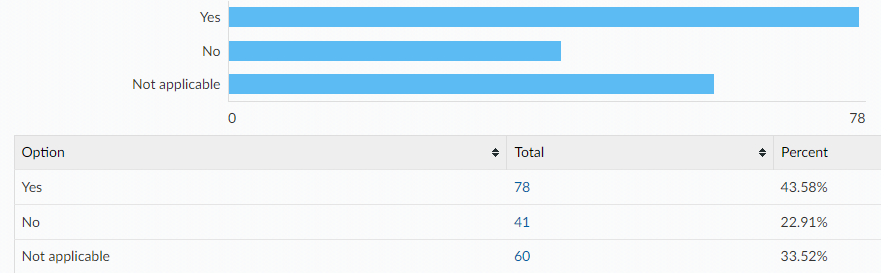 Yes
No
Not applicable
0 78
Option Total Percent
Yes 78 43.58%
No 41 22.91%
Not applicable 60 33.52%